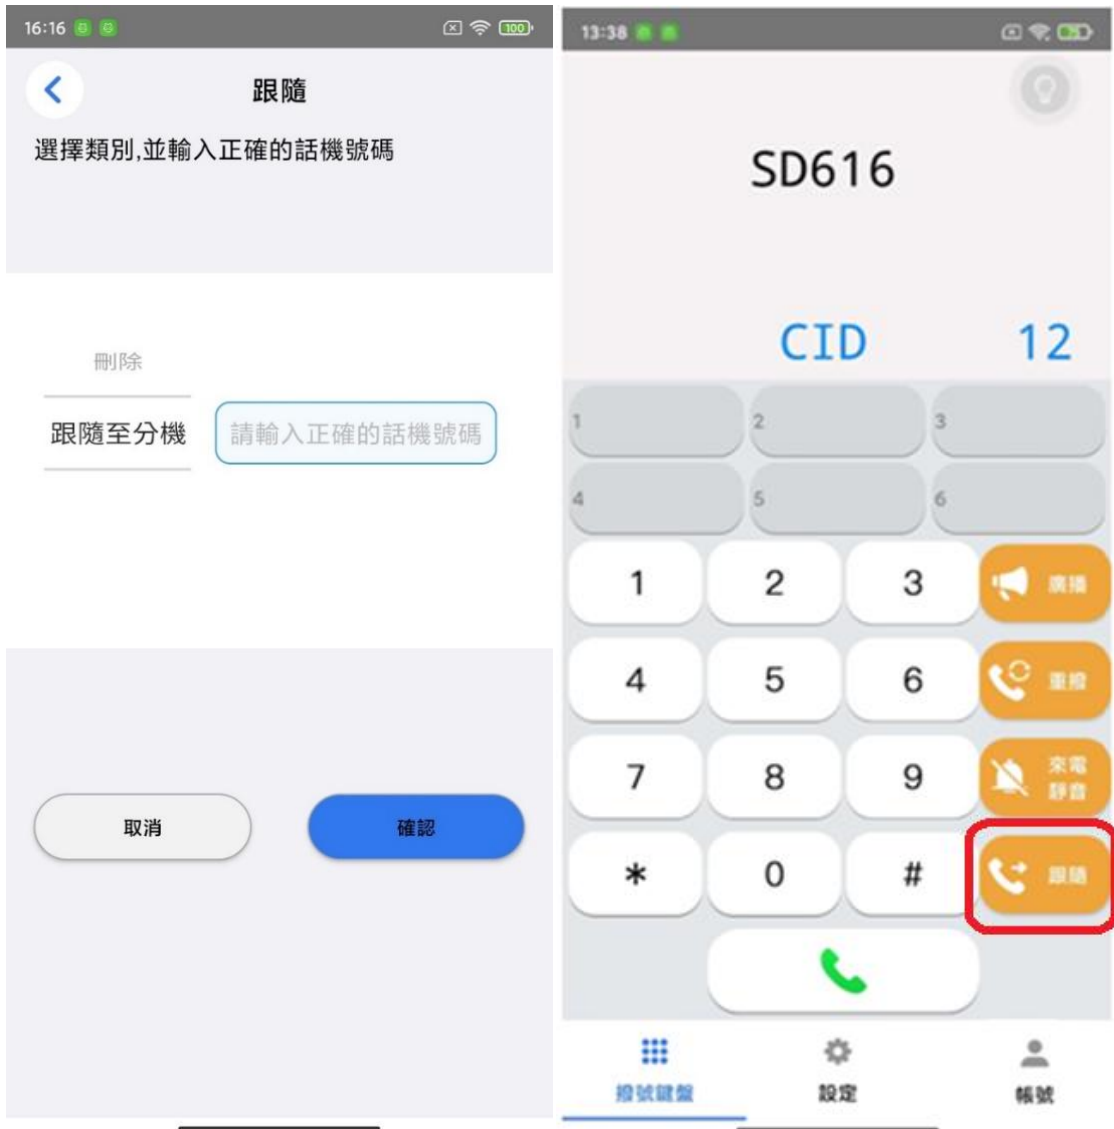 16:16
100
跟隨
選擇類別,並輸入正確的話機號碼
刪除
跟隨至分機
請輸入正確的話機號碼
取消
確認
13:38
SD616
CID 12
1 2 3
4 5 6
1 2 3 廣播
4 5 6 重撥
7 8 9 來電
靜音
* 0 # 跟隨
撥號鍵盤 設定 帳號